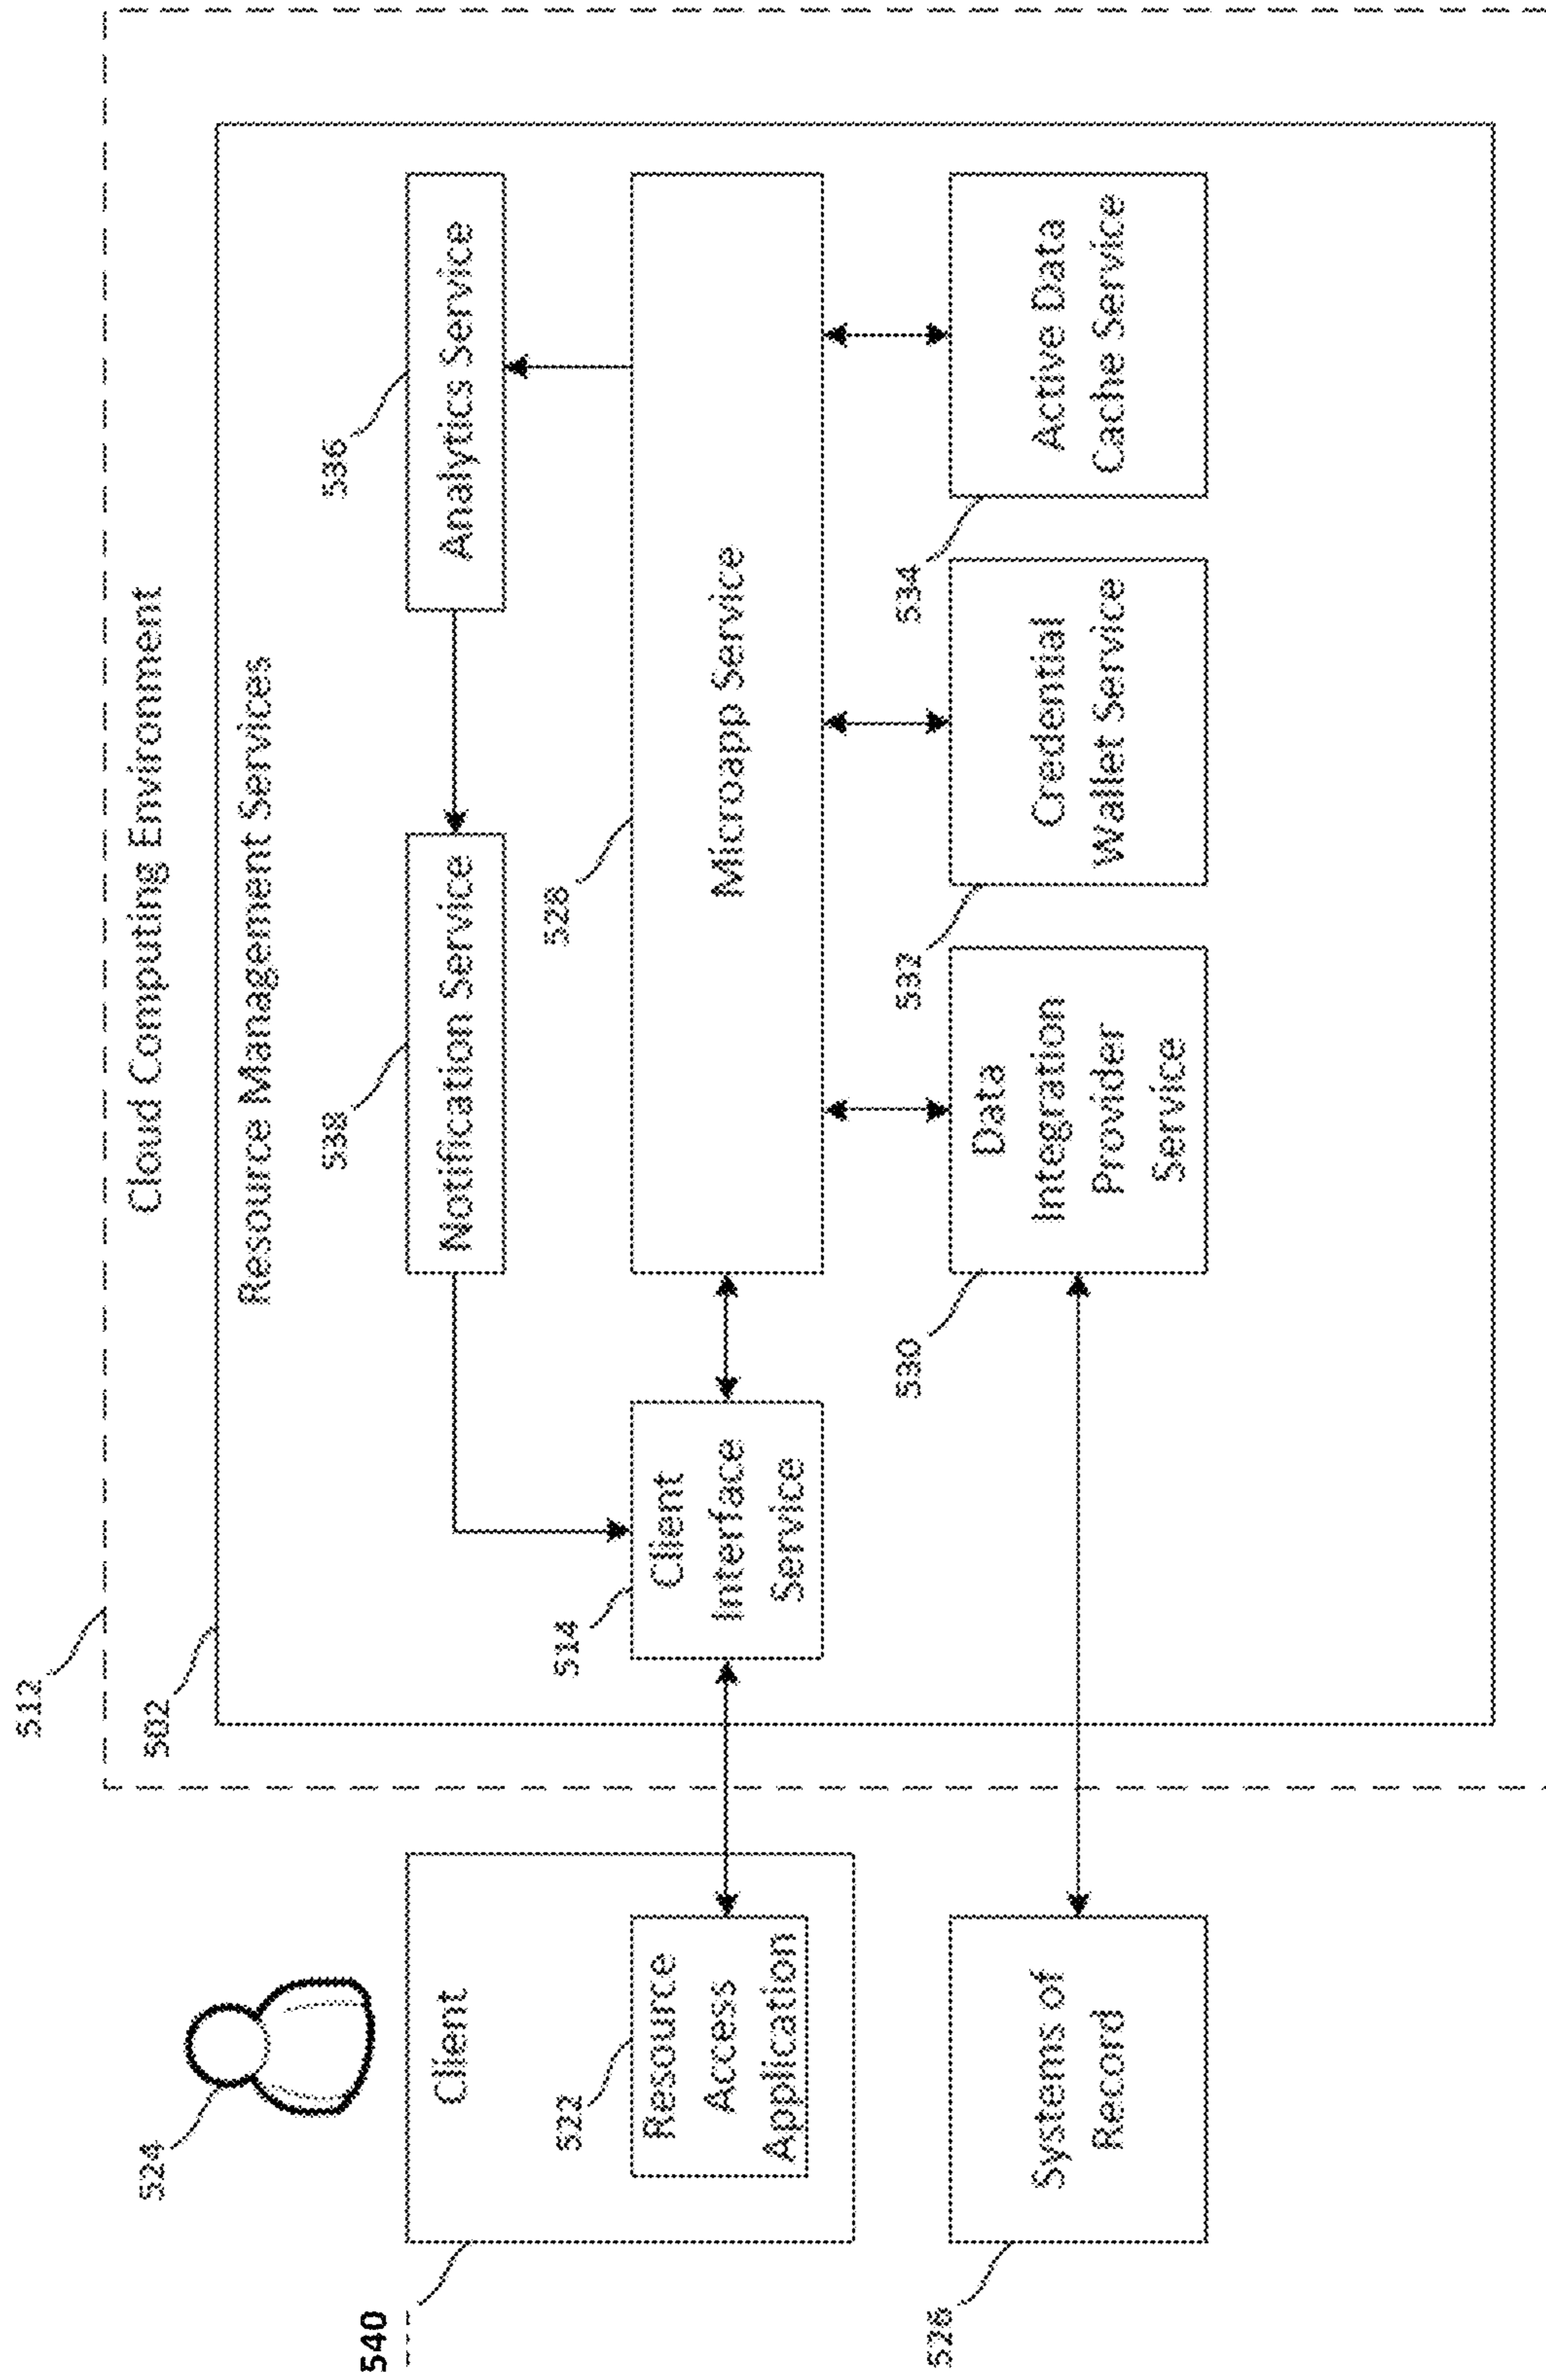 512
Cloud Computing Environment
524
502
Resource Management Services
538
536
540
Client
Notification Service
Analytics Service
522
514
528
Resource
Access
Application
Client
Interface
Service
Microapp Service
526
530
532
534
Systems of
Record
Data
Integration
Provider
Service
Credential
Wallet Service
Active Data
Cache Service